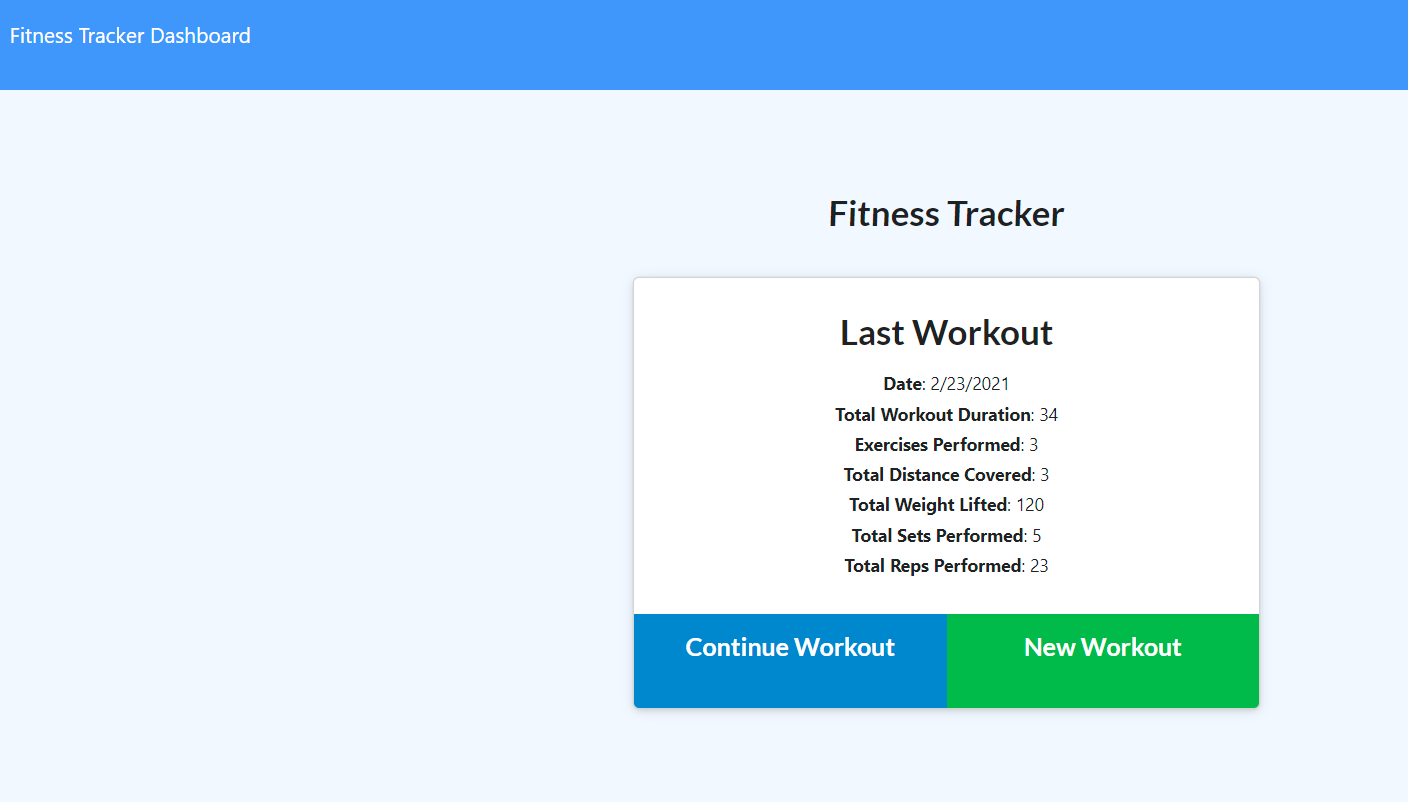 Fitness Tracker Dashboard
Fitness Tracker
Last Workout
Date: 2/23/2021
Total Workout Duration: 34
Exercises Performed: 3
Total Distance Covered: 3
Total Weight Lifted: 120
Total Sets Performed: 5
Total Reps Performed: 23
Continue Workout
New Workout